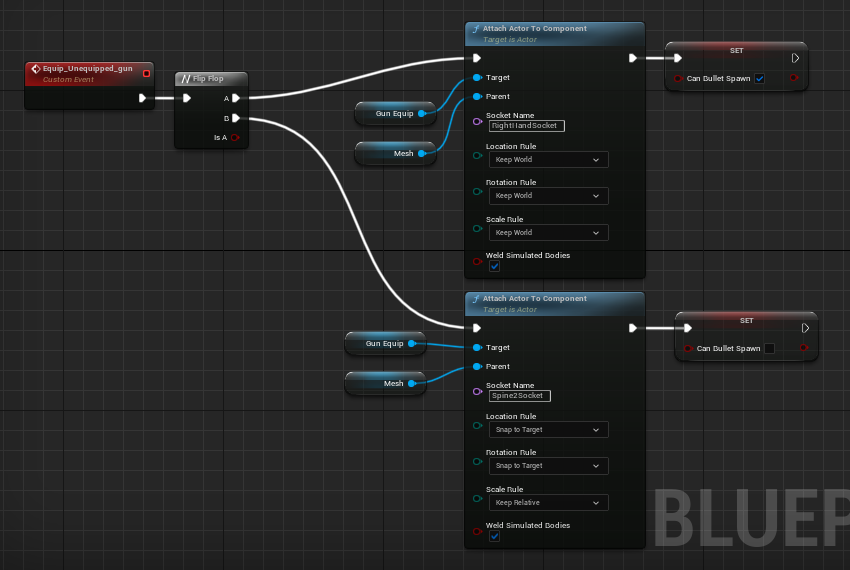 Equip_Unequipped_gun
Custom Event
Flip Flop
A
B
Is A
Gun Equip
Mesh
Attach Actor To Component
Target is Actor
Target
Parent
Socket Name
RightHandSocket
Location Rule
Keep World
Rotation Rule
Keep World
Scale Rule
Keep World
Weld Simulated Bodies
SET
Can Bullet Spawn
Gun Equip
Mesh
Attach Actor To Component
Target is Actor
Target
Parent
Socket Name
Spine2Socket
Location Rule
Snap to Target
Rotation Rule
Snap to Target
Scale Rule
Keep Relative
Weld Simulated Bodies
SET
Can Bullet Spawn
BLUEP